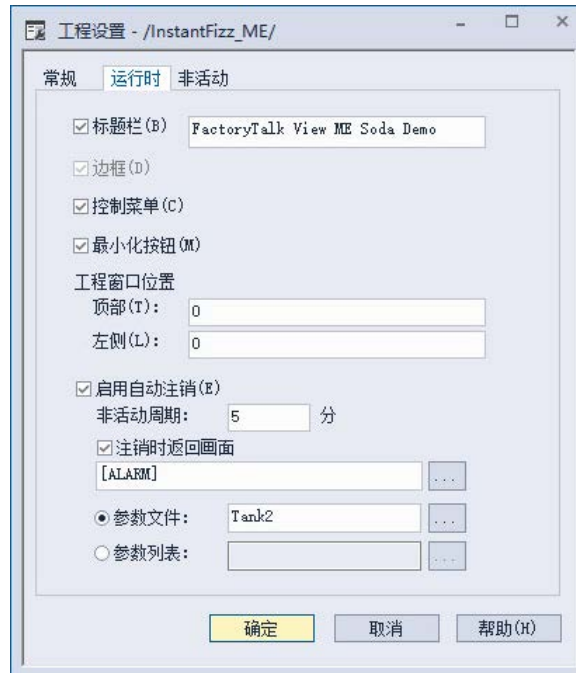 工程设置 - /InstantFizz_ME/
常规 运行时 非活动
标题栏(B) FactoryTalk View ME Soda Demo
边框(D)
控制菜单(C)
最小化按钮(M)
工程窗口位置
顶部(T): 0
左侧(L): 0
启用自动注销(E)
非活动周期: 5 分
注销时返回画面
[ALARM] ...
参数文件: Tank2 ...
参数列表: ...
确定 取消 帮助(H)